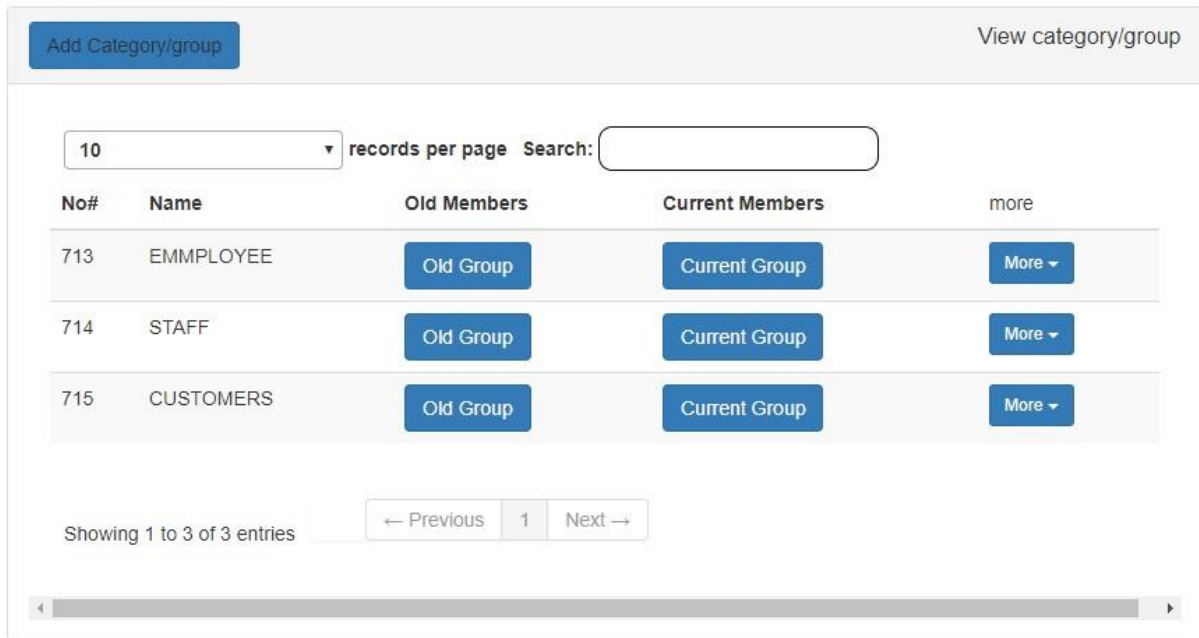 Add Category/group View category/group
10 records per page Search:
No# Name Old Members Current Members more
713 EMMPLOYEE Old Group Current Group More
714 STAFF Old Group Current Group More
715 CUSTOMERS Old Group Current Group More
Showing 1 to 3 of 3 entries ← Previous 1 Next →